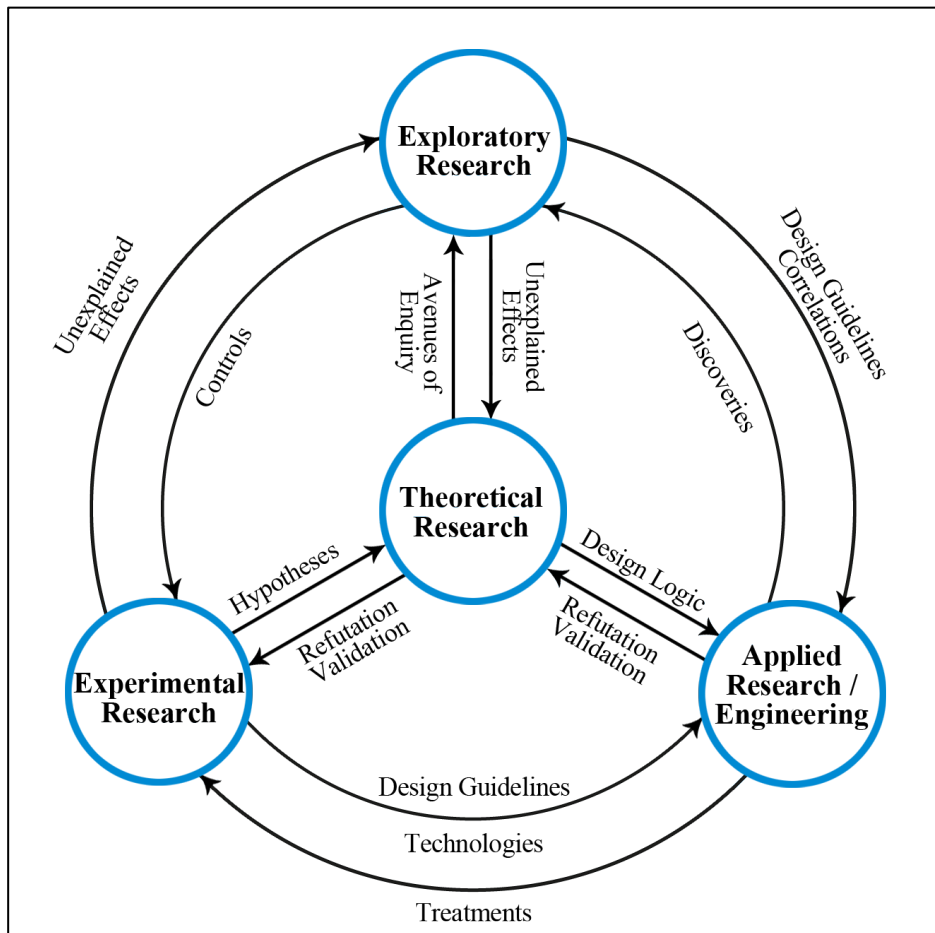 Exploratory
Research
Unexplained
Effects
Controls
Avenues of
Enquiry
Unexplained
Effects
Discoveries
Design Guidelines
Correlations
Theoretical
Research
Hypotheses
Refutation
Validation
Design Logic
Refutation
Validation
Experimental
Research
Applied
Research /
Engineering
Design Guidelines
Technologies
Treatments